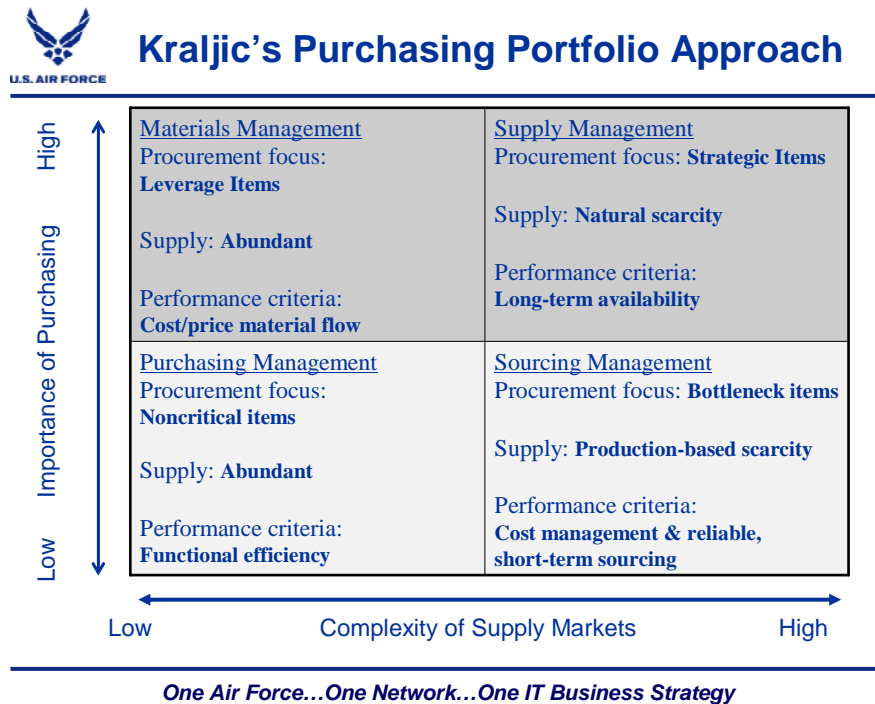 U.S. AIR FORCE
Kraljic's Purchasing Portfolio Approach
High
Importance of Purchasing
Low
Materials Management
Procurement focus:
Leverage Items
Supply: Abundant
Performance criteria:
Cost/price material flow
Supply Management
Procurement focus: Strategic Items
Supply: Natural scarcity
Performance criteria:
Long-term availability
Purchasing Management
Procurement focus:
Noncritical items
Supply: Abundant
Performance criteria:
Functional efficiency
Sourcing Management
Procurement focus: Bottleneck items
Supply: Production-based scarcity
Performance criteria:
Cost management & reliable,
short-term sourcing
Low
Complexity of Supply Markets
High
One Air Force…One Network…One IT Business Strategy